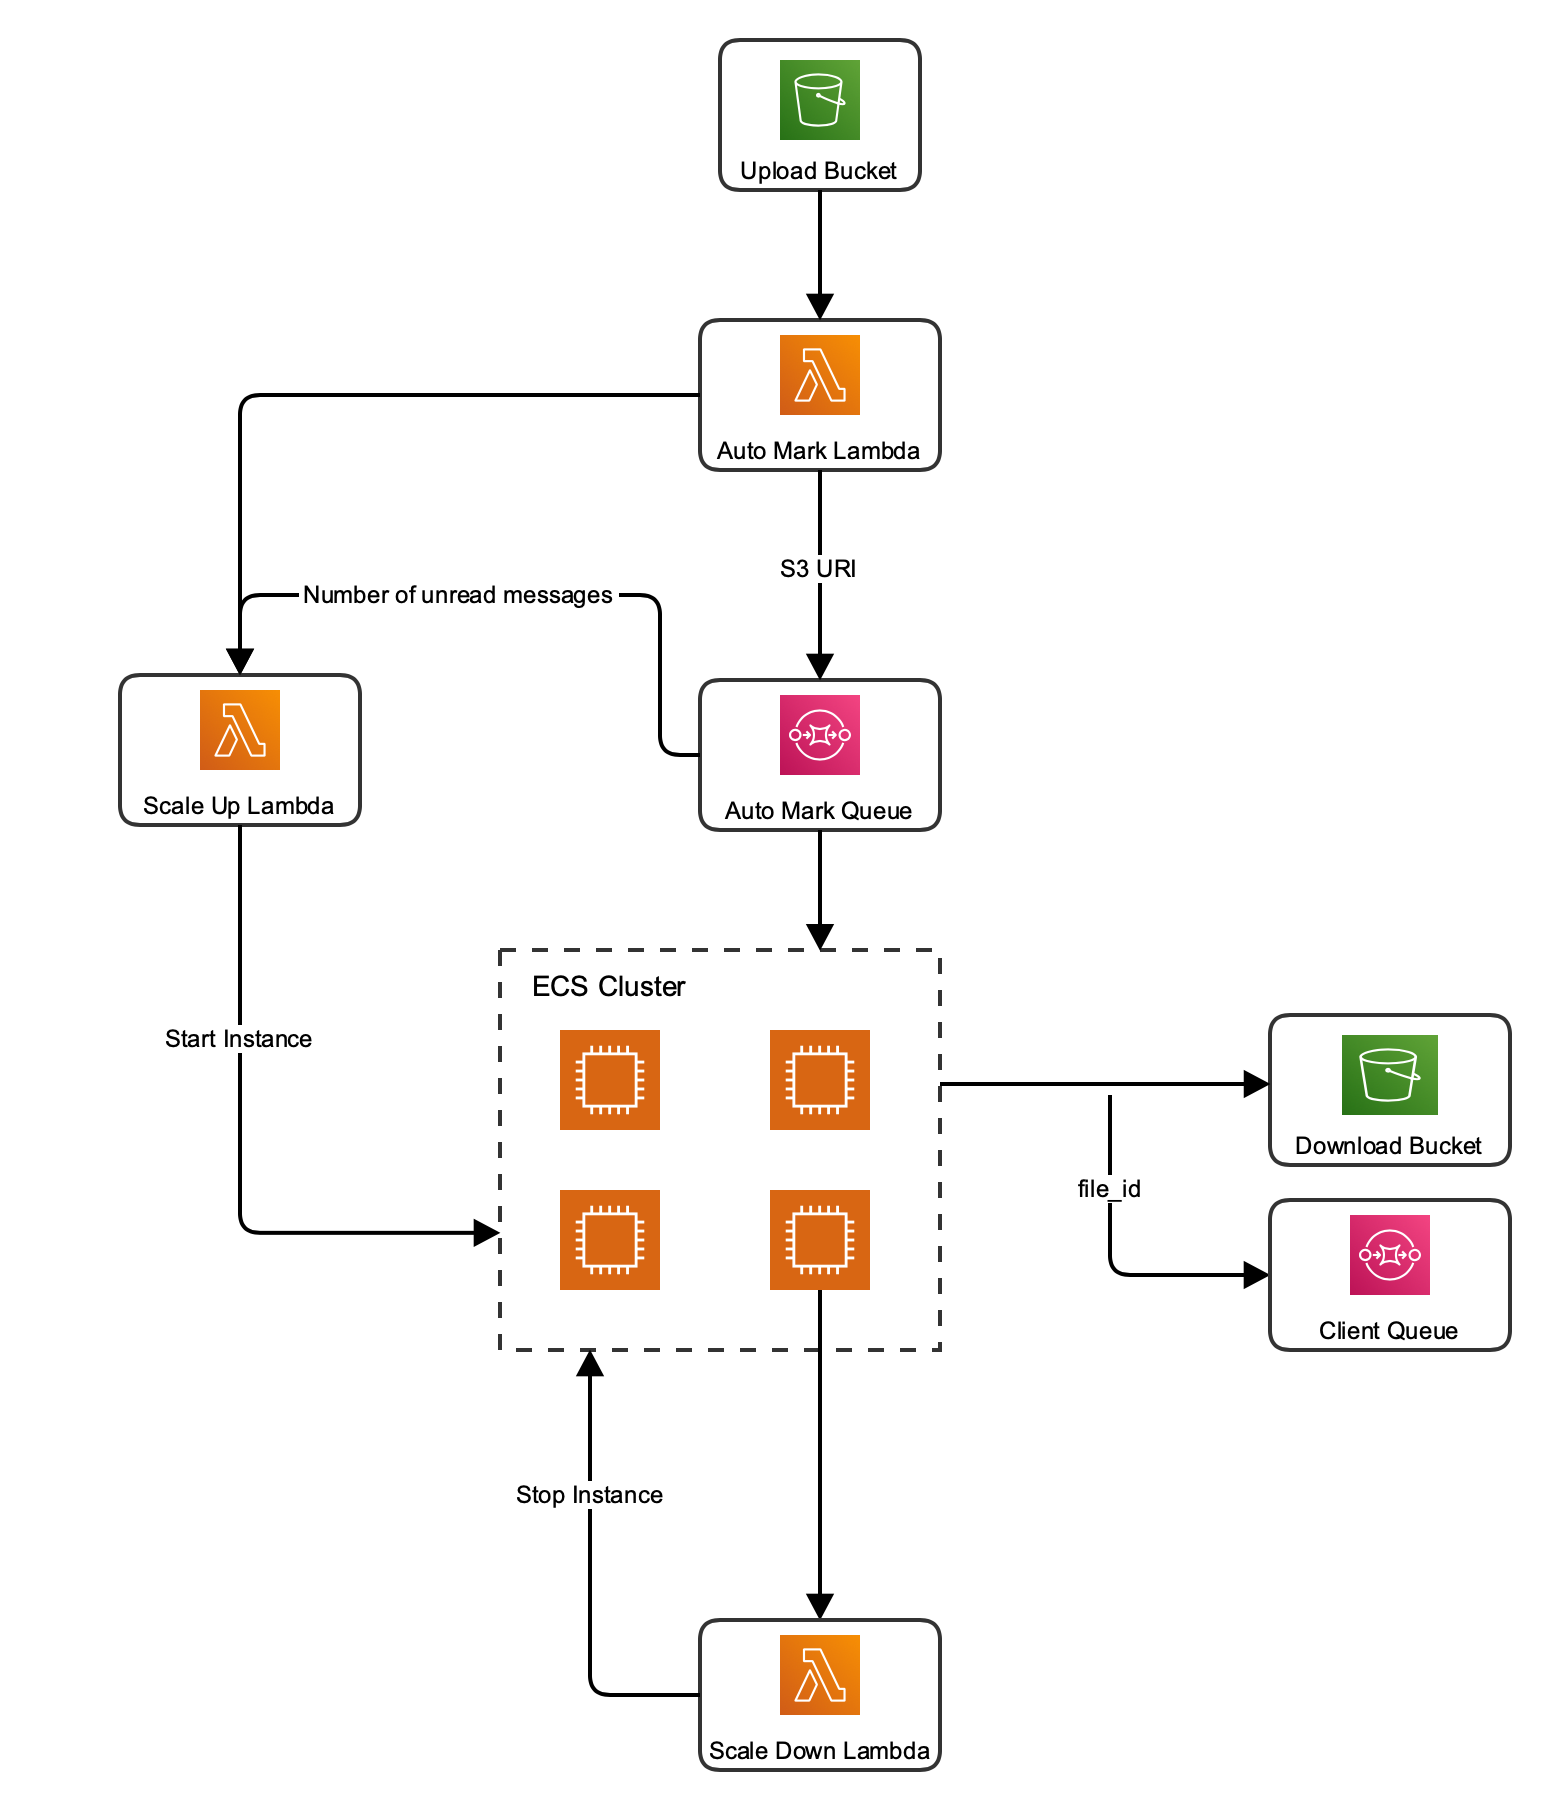 Upload Bucket
Auto Mark Lambda
S3 URI
Number of unread messages
Scale Up Lambda
Auto Mark Queue
ECS Cluster
Start Instance
Download Bucket
file_id
Client Queue
Stop Instance
Scale Down Lambda